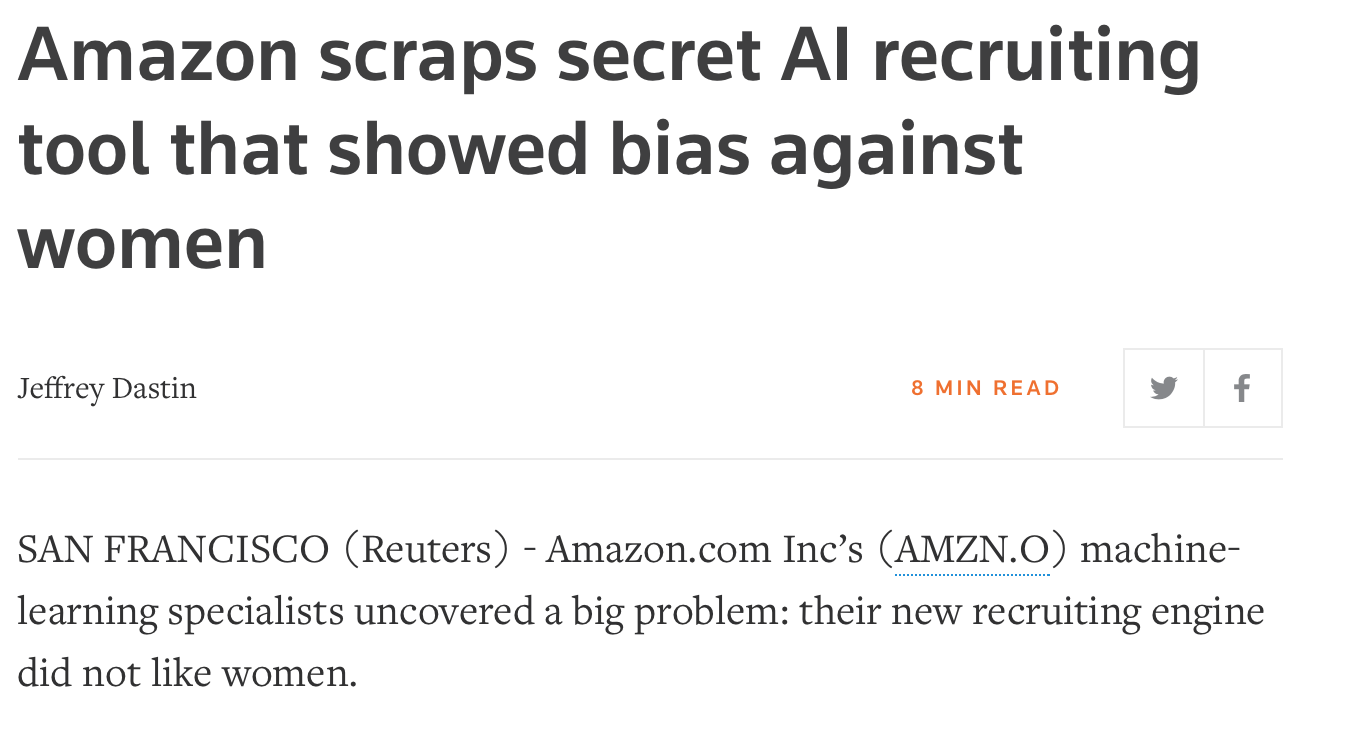 Amazon scraps secret AI recruiting
tool that showed bias against
women
Jeffrey Dastin
8 MIN READ
SAN FRANCISCO (Reuters) - Amazon.com Inc’s (AMZN.O) machine-
learning specialists uncovered a big problem: their new recruiting engine
did not like women.